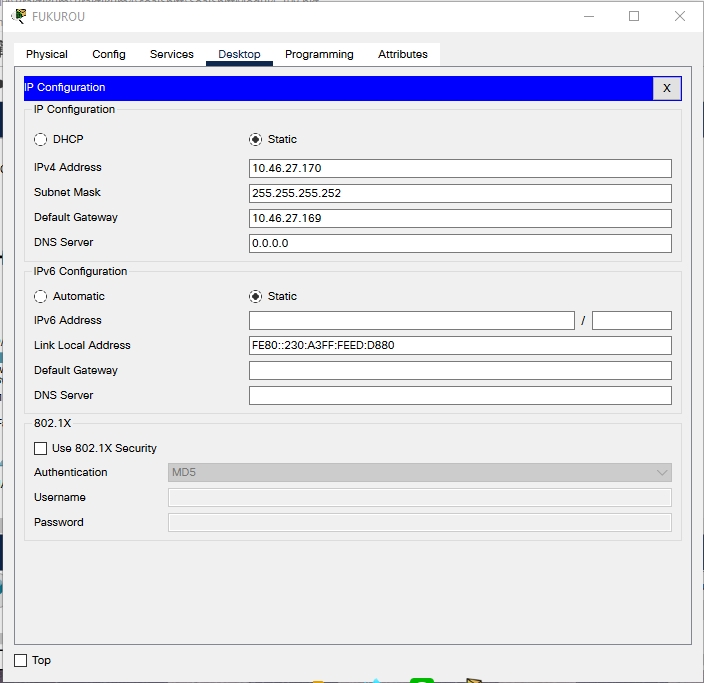 FUKUROU
Physical Config Services Desktop Programming Attributes
IP Configuration X
IP Configuration
DHCP Static
IPv4 Address 10.46.27.170
Subnet Mask 255.255.255.252
Default Gateway 10.46.27.169
DNS Server 0.0.0.0
IPv6 Configuration
Automatic Static
IPv6 Address /
Link Local Address FE80::230:A3FF:FEED:D880
Default Gateway
DNS Server
802.1X
Use 802.1X Security
Authentication MD5
Username
Password
Top